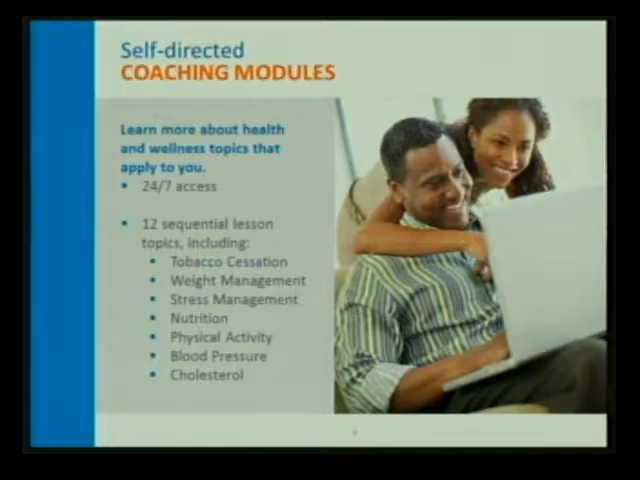 Self-directed
COACHING MODULES
Learn more about health
and wellness topics that
apply to you.
• 24/7 access
• 12 sequential lesson
topics, including:
• Tobacco Cessation
• Weight Management
• Stress Management
• Nutrition
• Physical Activity
• Blood Pressure
• Cholesterol